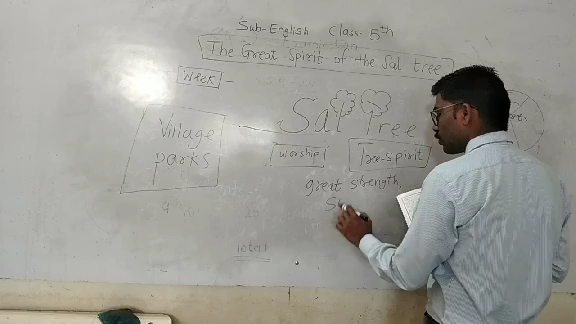 Sub-English Class-5th
The Great Spirit of the Sal tree
Week -
Village
parks
Sal Tree
worship
Tree-spirit
great strength,
S
Total